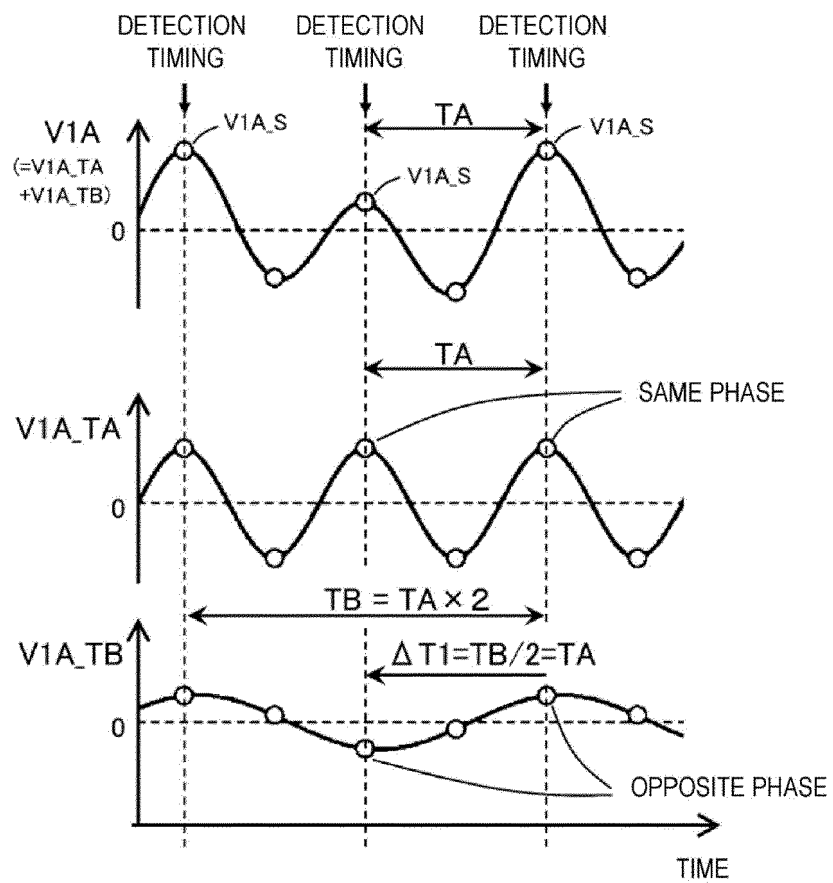 DETECTION TIMING
DETECTION TIMING
DETECTION TIMING
V1A
(=V1A_TA
+V1A_TB)
V1A_S
TA
V1A_S
V1A_S
0
TA
SAME PHASE
V1A_TA
0
TB = TA × 2
V1A_TB
ΔT1=TB/2=TA
0
OPPOSITE PHASE
TIME